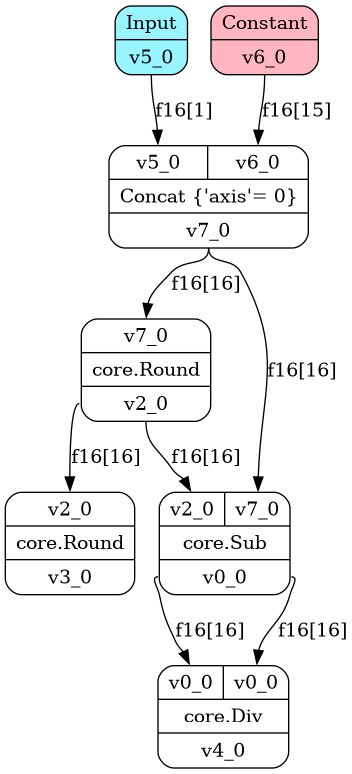 Input
v5_0
Constant
v6_0
f16[1]
f16[15]
v5_0 v6_0
Concat {'axis'= 0}
v7_0
f16[16]
v7_0
core.Round
v2_0
f16[16]
f16[16]
f16[16]
v2_0
core.Round
v3_0
v2_0 v7_0
core.Sub
v0_0
f16[16]
f16[16]
v0_0 v0_0
core.Div
v4_0